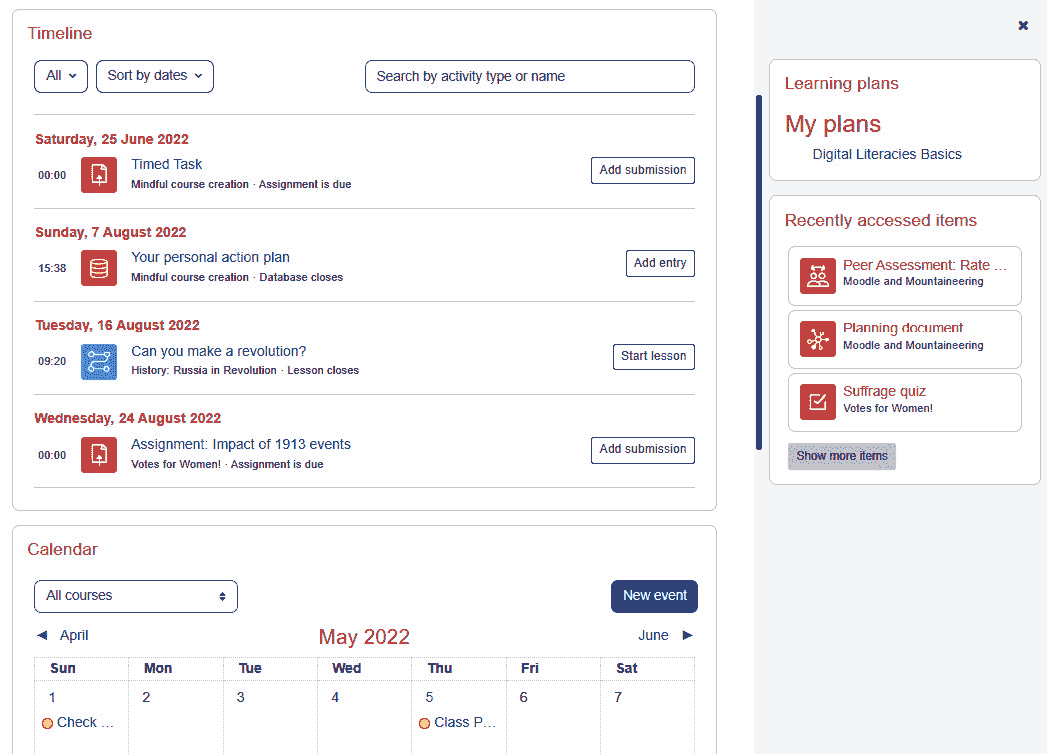 Timeline
All
Sort by dates
Search by activity type or name
Saturday, 25 June 2022
00:00
Timed Task
Mindful course creation · Assignment is due
Add submission
Sunday, 7 August 2022
15:38
Your personal action plan
Mindful course creation · Database closes
Add entry
Tuesday, 16 August 2022
09:20
Can you make a revolution?
History: Russia in Revolution · Lesson closes
Start lesson
Wednesday, 24 August 2022
00:00
Assignment: Impact of 1913 events
Votes for Women! · Assignment is due
Add submission
Calendar
All courses
New event
◀ April
May 2022
June ▶
Sun Mon Tue Wed Thu Fri Sat
1 2 3 4 5 6 7
Check ...
Class P...
Learning plans
My plans
Digital Literacies Basics
Recently accessed items
Peer Assessment: Rate ...
Moodle and Mountaineering
Planning document
Moodle and Mountaineering
Suffrage quiz
Votes for Women!
Show more items